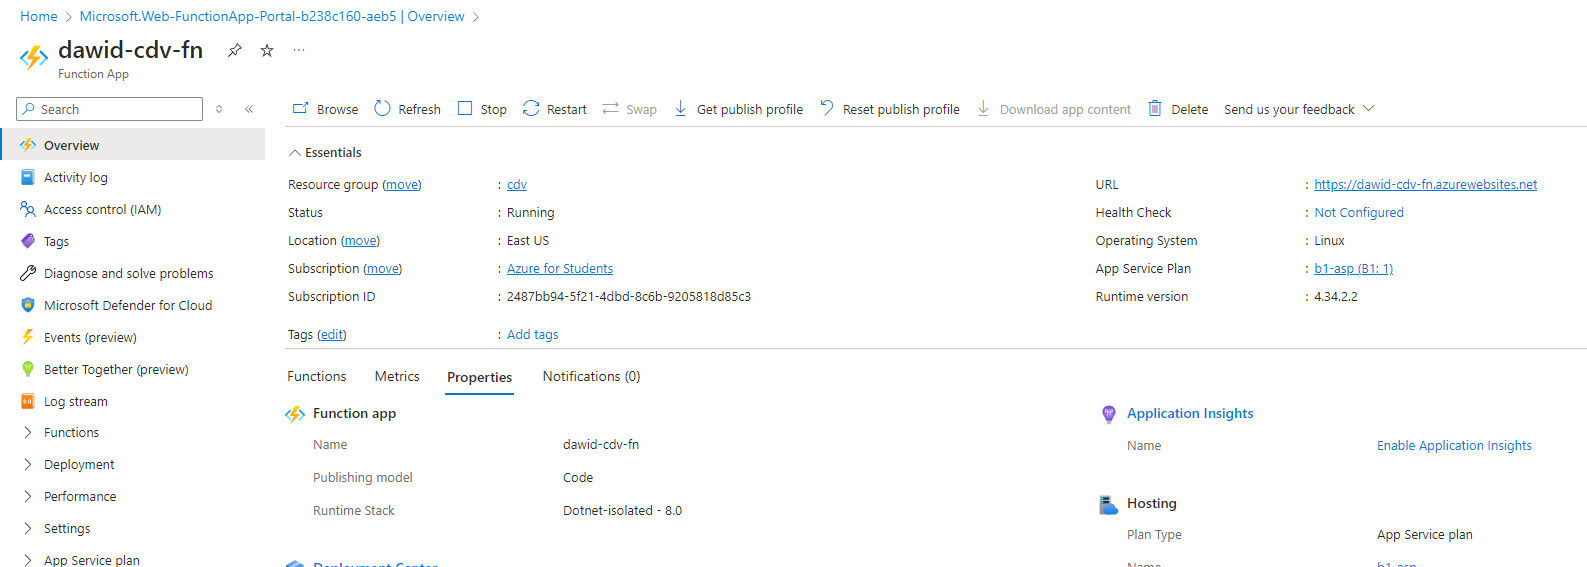 Home > Microsoft.Web-FunctionApp-Portal-b238c160-aeb5 | Overview >
dawid-cdv-fn
Function App
Search
Browse Refresh Stop Restart Swap Get publish profile Reset publish profile Download app content Delete Send us your feedback
Overview
Activity log
Access control (IAM)
Tags
Diagnose and solve problems
Microsoft Defender for Cloud
Events (preview)
Better Together (preview)
Log stream
Functions
Deployment
Performance
Settings
App Service plan
Essentials
Resource group (move) : cdv
Status : Running
Location (move) : East US
Subscription (move) : Azure for Students
Subscription ID : 2487bb94-5f21-4dbd-8c6b-9205818d85c3
Tags (edit) : Add tags
URL : https://dawid-cdv-fn.azurewebsites.net
Health Check : Not Configured
Operating System : Linux
App Service Plan : b1-asp (B1: 1)
Runtime version : 4.34.2.2
Functions Metrics Properties Notifications (0)
Function app
Name dawid-cdv-fn
Publishing model Code
Runtime Stack Dotnet-isolated - 8.0
Deployment Center
Application Insights
Name Enable Application Insights
Hosting
Plan Type App Service plan
Name b1-asp